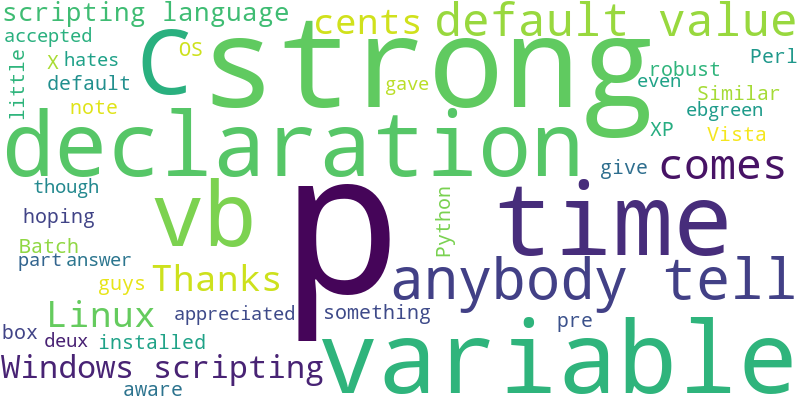 scripting language cents default value
accepted X hates OS C strong Perl
little default gave even robust Similar
note ebgreen
declaration XP Vista
though vb p time give comes
hoping Python
Batch
part answer anybody tell
guys Thanks
Linux appreciated something pre variable
box deux installed
Windows scripting
aware